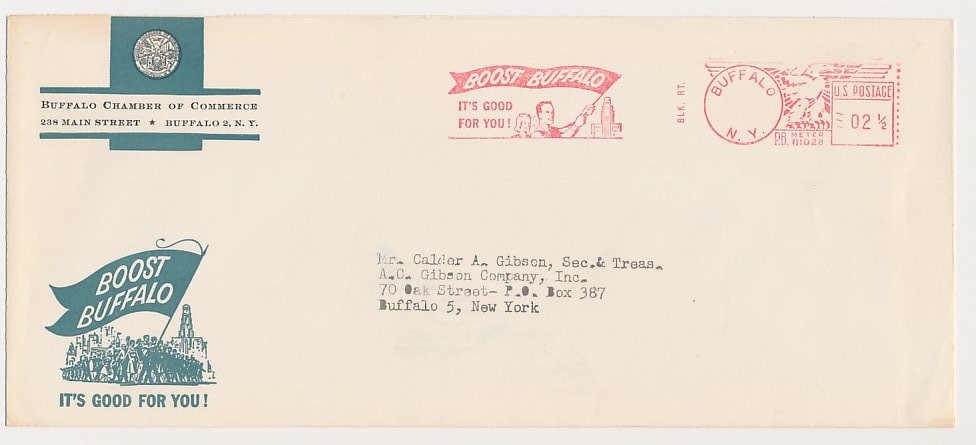 BUFFALO CHAMBER OF COMMERCE
238 MAIN STREET ★ BUFFALO 2, N. Y.
BOOST BUFFALO
IT'S GOOD
FOR YOU!
BLK. RT.
BUFFALO
N. Y.
P.B. METER
111028
U.S. POSTAGE
02 ½
Mr. Calder A. Gibson, Sec.& Treas.
A.C. Gibson Company, Inc.
70 Oak Street- P.O. Box 387
Buffalo 5, New York
BOOST
BUFFALO
IT'S GOOD FOR YOU!